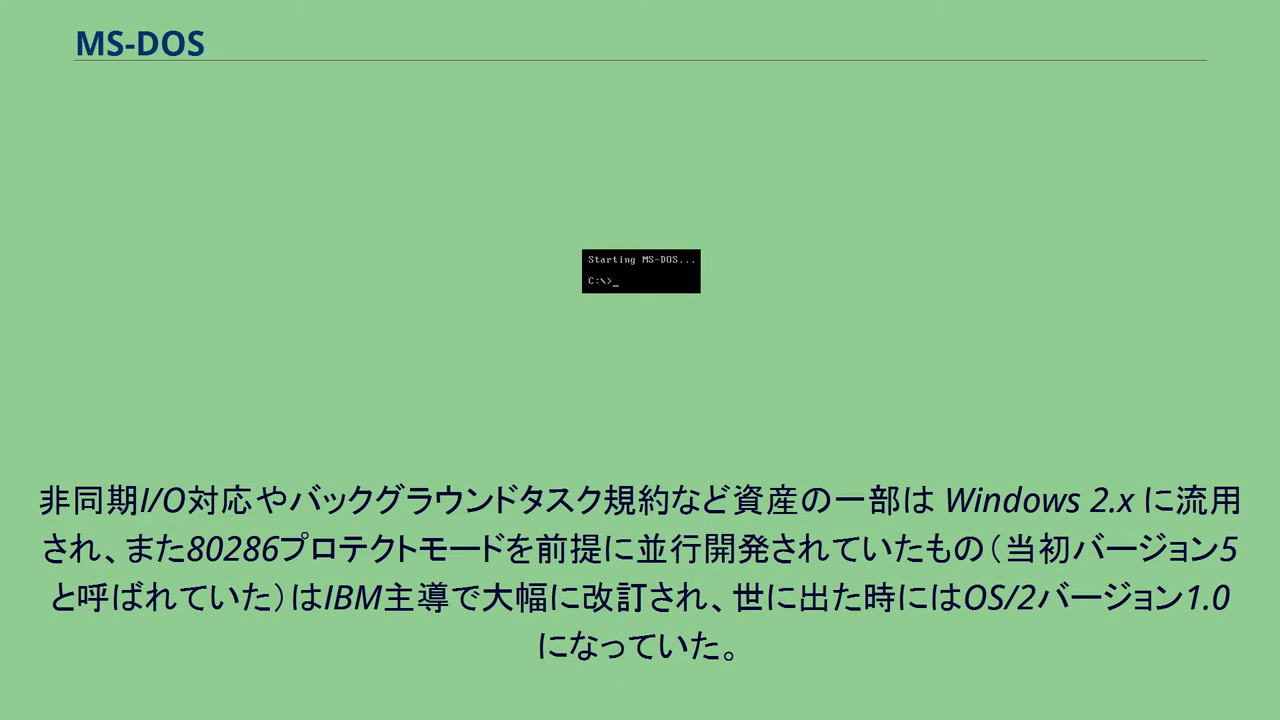 MS-DOS
Starting MS-DOS...
C:\>_
非同期I/O対応やバックグラウンドタスク規約など資産の一部は Windows 2.x に流用
され、また80286プロテクトモードを前提に並行開発されていたもの（当初バージョン5
と呼ばれていた）はIBM主導で大幅に改訂され、世に出た時にはOS/2バージョン1.0
になっていた。